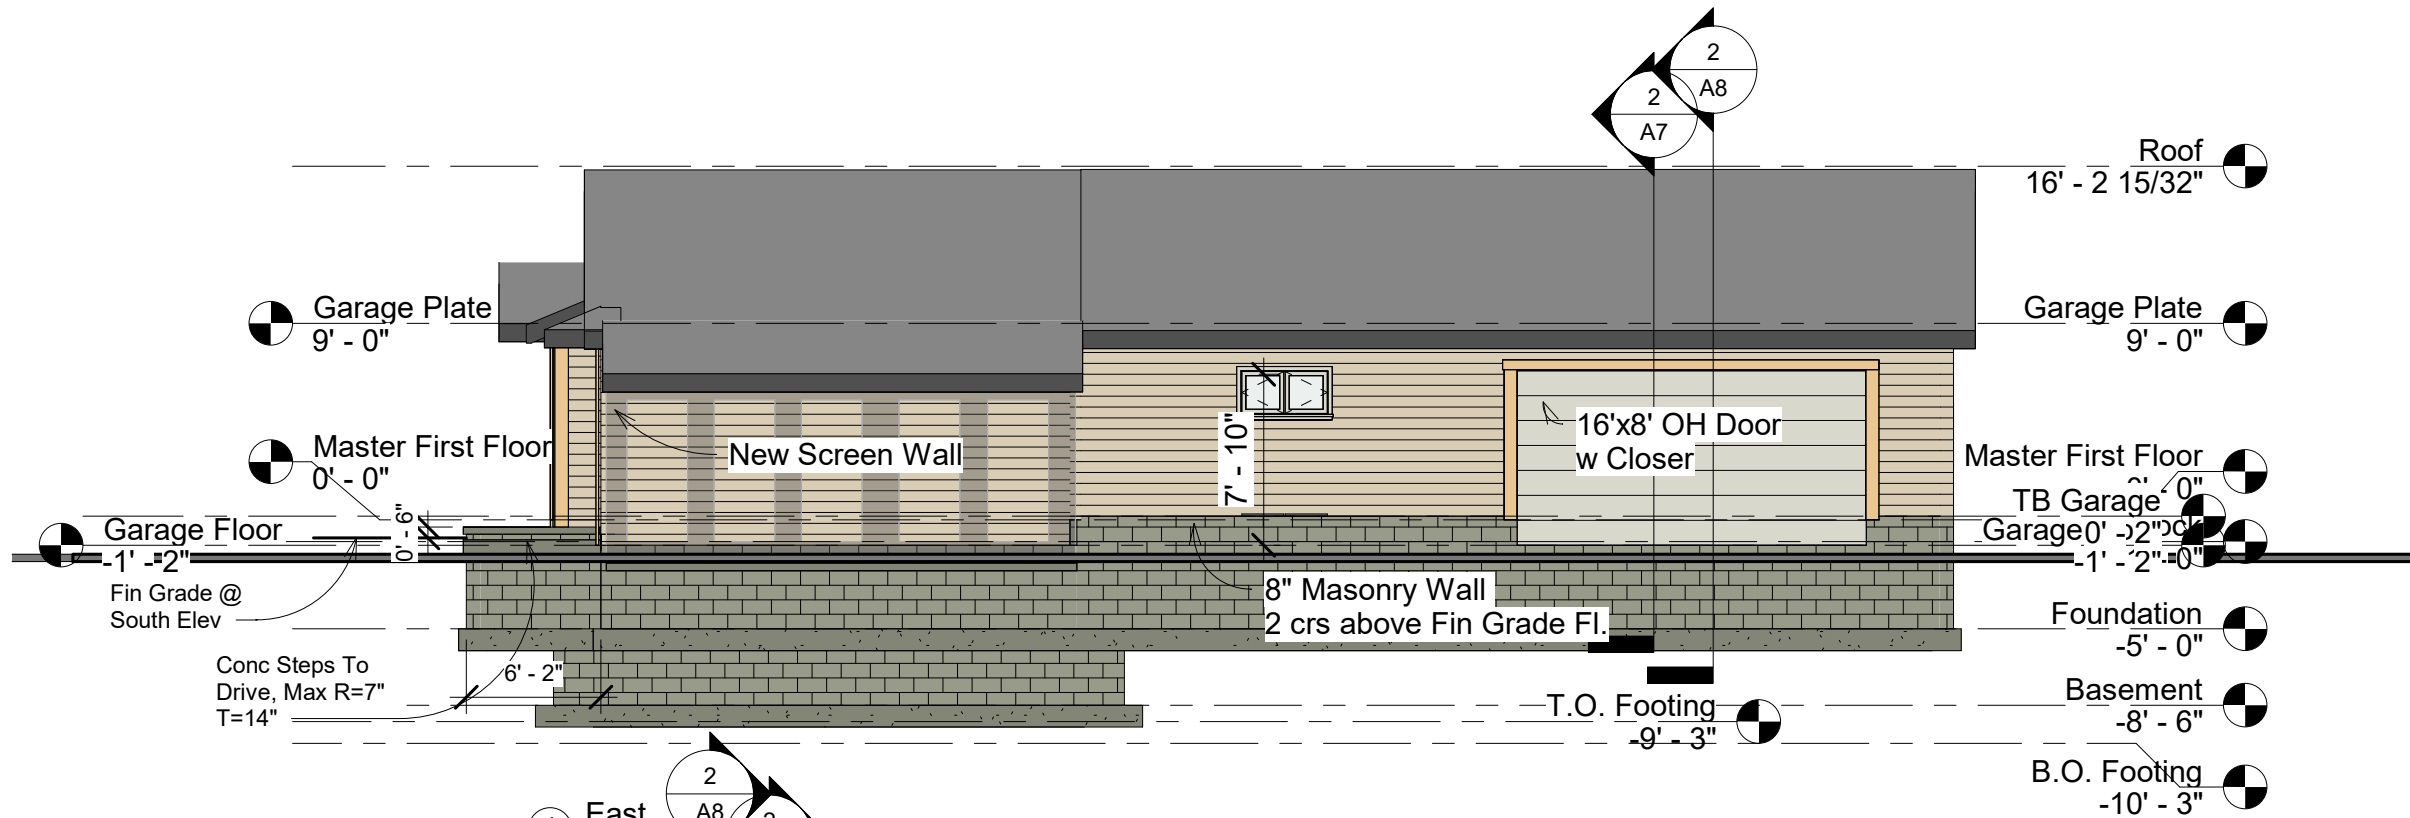 2
A8
2
A7
Roof
16' - 2 15/32"
Garage Plate
9' - 0"
Garage Plate
9' - 0"
Master First Floor
0' - 0"
New Screen Wall
7' - 10"
16'x8' OH Door
w Closer
Master First Floor
0"
TB Garage
Garage Floor
-1' - 2"
0' - 6"
Garage
-1' - 2"
Fin Grade @
South Elev
8" Masonry Wall
2 crs above Fin Grade Fl.
Foundation
-5' - 0"
Conc Steps To
Drive, Max R=7"
T=14"
6' - 2"
T.O. Footing
-9' - 3"
Basement
-8' - 6"
B.O. Footing
-10' - 3"
2
A8
East